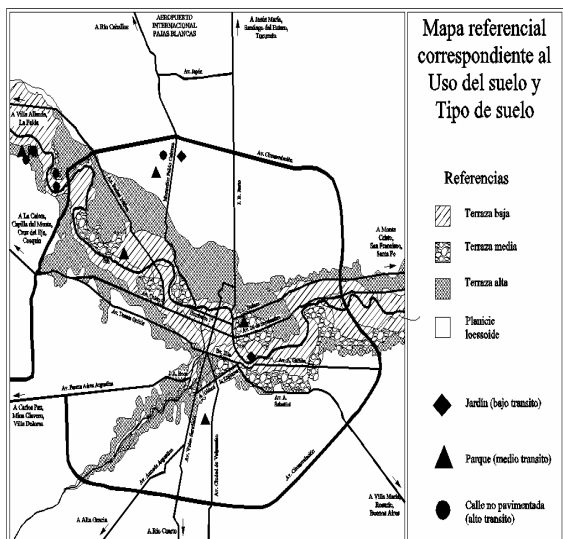 A Río Ceballos
AEROPUERTO
INTERNACIONAL
PAJAS BLANCAS
A Jesús María,
Santiago del Estero,
Tucumán
Av. Japón
A Villa Allende,
La Falda
Av. Circunvalación
A La Calera,
Capilla del Monte,
Cruz del Eje,
Cosquín
A Monte
Cristo,
San Francisco,
Santa Fe
Av. A.
Sabattini
A Carlos Paz,
Mina Clavero,
Villa Dolores
Av. Ciudad de Valparaíso
Av. Circunvalación
A Villa María,
Rosario,
Buenos Aires
A Alta Gracia
A Río Cuarto
Mapa referencial
correspondiente al
Uso del suelo y
Tipo de suelo
Referencias
Terraza baja
Terraza media
Terraza alta
Planicie
loessoide
Jardín (bajo transito)
Parque (medio transito)
Calle no pavimentada
(alto transito)